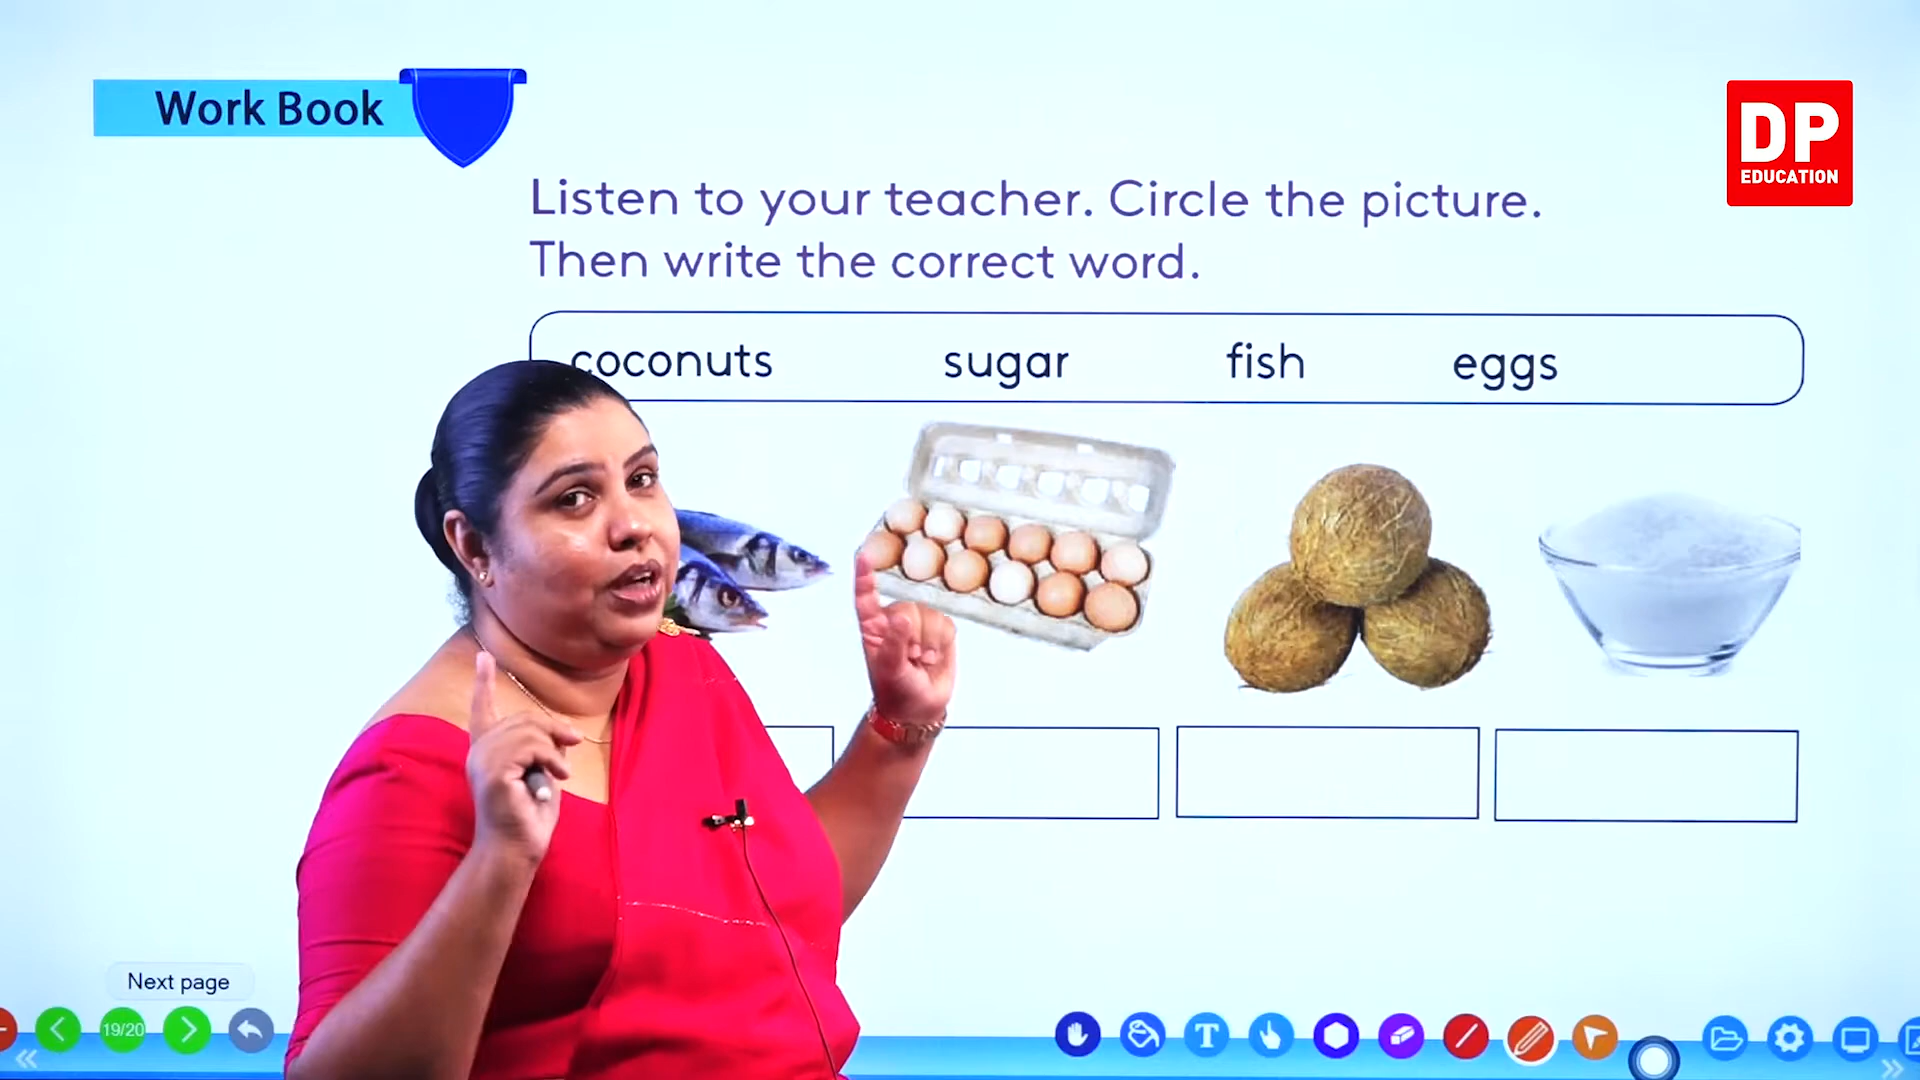 Work Book
DP
EDUCATION
Listen to your teacher. Circle the picture.
Then write the correct word.
coconuts sugar fish eggs
Next page
19/20
T